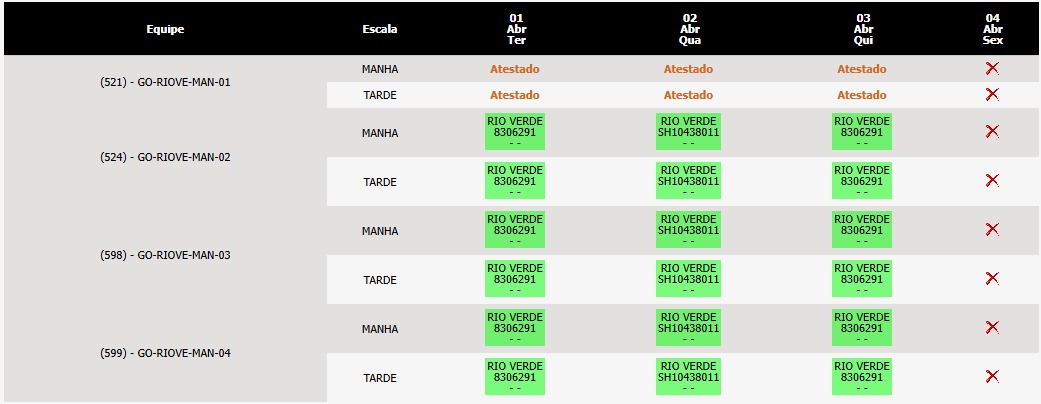 Equipe Escala 01 Abr Ter 02 Abr Qua 03 Abr Qui 04 Abr Sex
(521) - GO-RIOVE-MAN-01
MANHA Atestado Atestado Atestado
TARDE Atestado Atestado Atestado
(524) - GO-RIOVE-MAN-02
MANHA
RIO VERDE RIO VERDE RIO VERDE
8306291 SH10438011 8306291
- - - - - -
TARDE
RIO VERDE RIO VERDE RIO VERDE
8306291 SH10438011 8306291
- - - - - -
(598) - GO-RIOVE-MAN-03
MANHA
RIO VERDE RIO VERDE RIO VERDE
8306291 SH10438011 8306291
- - - - - -
TARDE
RIO VERDE RIO VERDE RIO VERDE
8306291 SH10438011 8306291
- - - - - -
(599) - GO-RIOVE-MAN-04
MANHA
RIO VERDE RIO VERDE RIO VERDE
8306291 SH10438011 8306291
- - - - - -
TARDE
RIO VERDE RIO VERDE RIO VERDE
8306291 SH10438011 8306291
- - - - - -